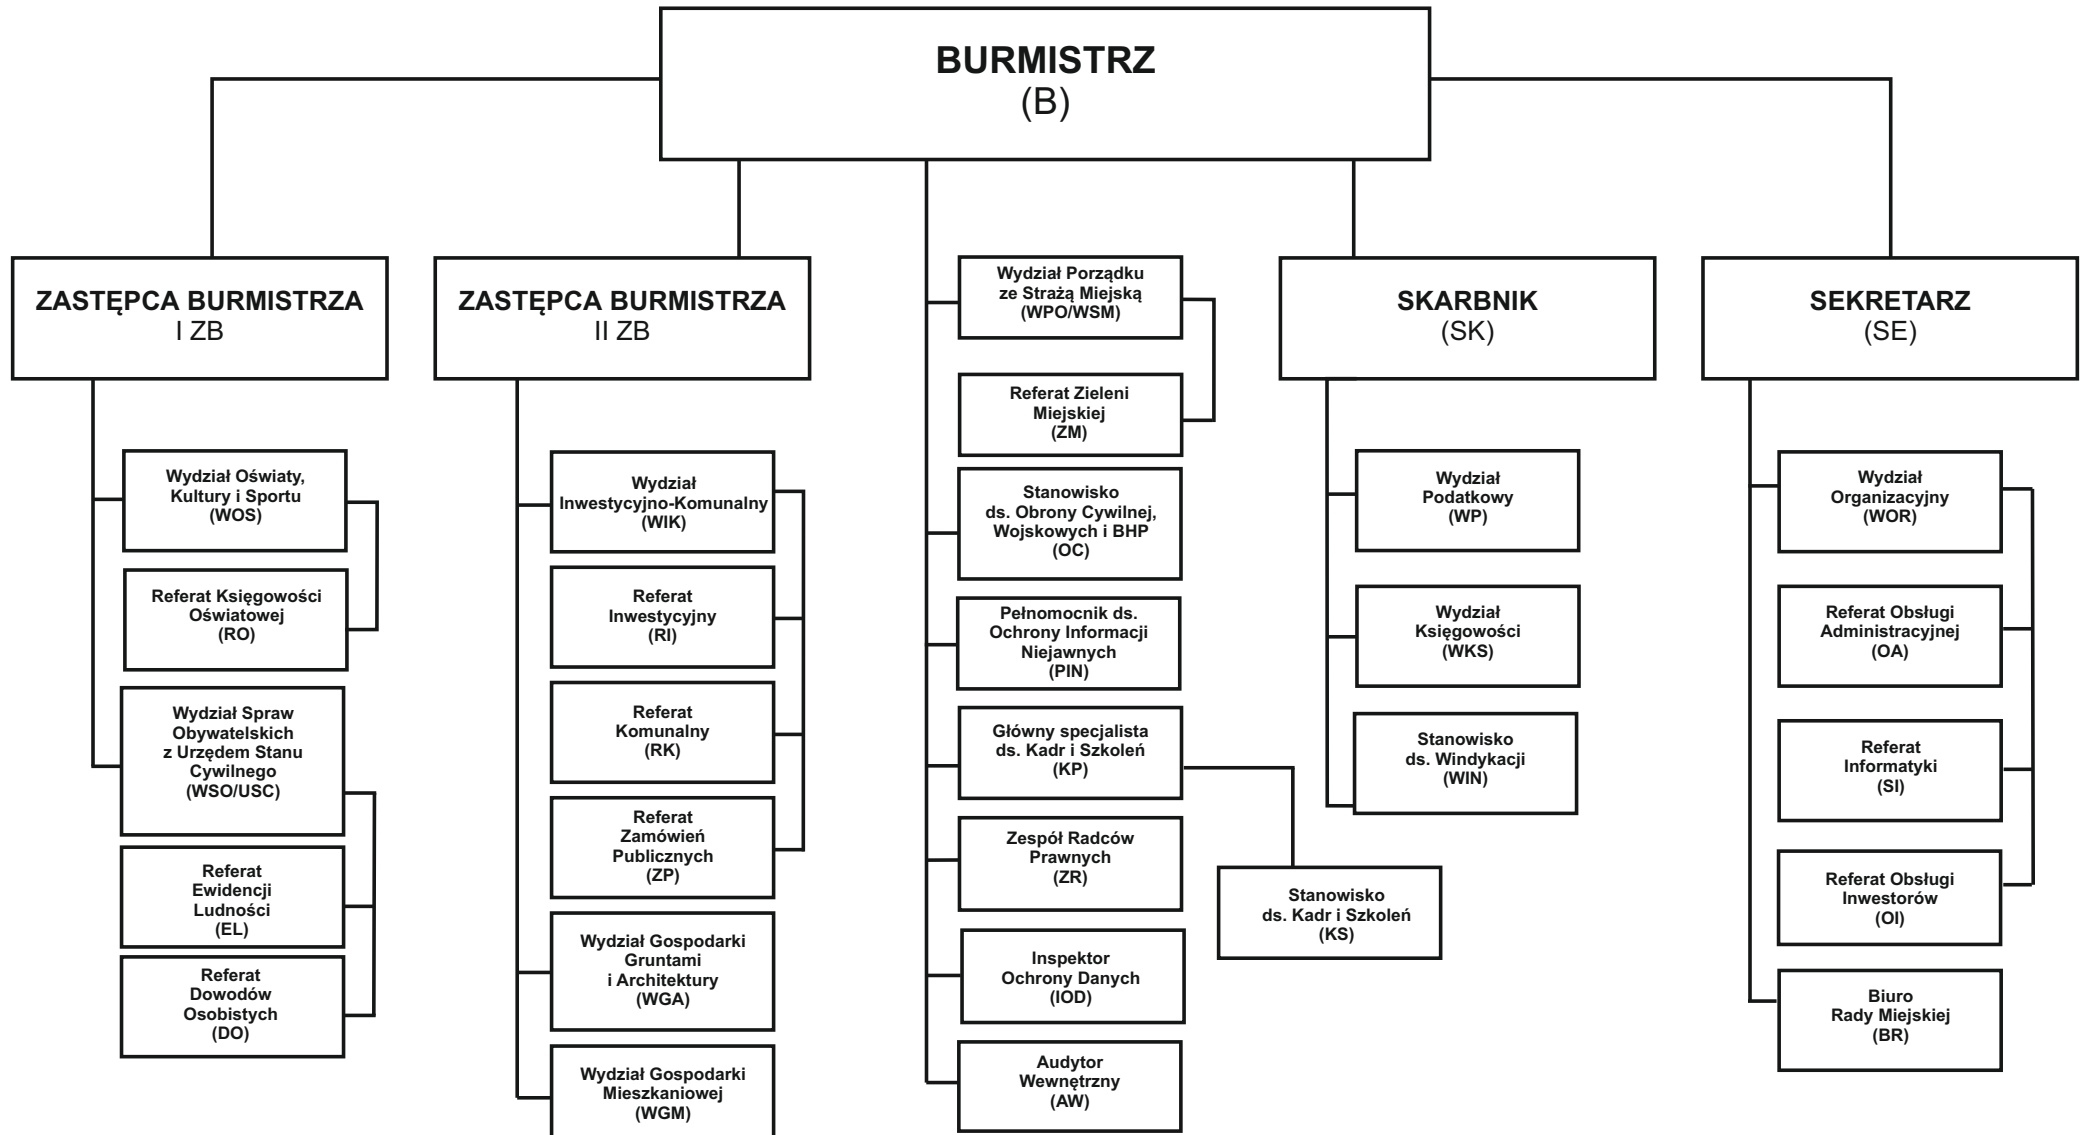 BURMISTRZ
(B)
ZASTĘPCA BURMISTRZA
I ZB
Wydział Oświaty,
Kultury i Sportu
(WOS)
Referat Księgowości
Oświatowej
(RO)
Wydział Spraw
Obywatelskich
z Urzędem Stanu
Cywilnego
(WSO/USC)
Referat
Ewidencji
Ludności
(EL)
Referat
Dowodów
Osobistych
(DO)
ZASTĘPCA BURMISTRZA
II ZB
Wydział
Inwestycyjno-Komunalny
(WIK)
Referat
Inwestycyjny
(RI)
Referat
Komunalny
(RK)
Referat
Zamówień
Publicznych
(ZP)
Wydział Gospodarki
Gruntami
i Architektury
(WGA)
Wydział Gospodarki
Mieszkaniowej
(WGM)
Wydział Porządku
ze Strażą Miejską
(WPO/WSM)
Referat Zieleni
Miejskiej
(ZM)
Stanowisko
ds. Obrony Cywilnej,
Wojskowych i BHP
(OC)
Pełnomocnik ds.
Ochrony Informacji
Niejawnych
(PIN)
Główny specjalista
ds. Kadr i Szkoleń
(KP)
Stanowisko
ds. Kadr i Szkoleń
(KS)
Zespół Radców
Prawnych
(ZR)
Inspektor
Ochrony Danych
(IOD)
Audytor
Wewnętrzny
(AW)
SKARBNIK
(SK)
Wydział
Podatkowy
(WP)
Wydział
Księgowości
(WKS)
Stanowisko
ds. Windykacji
(WIN)
SEKRETARZ
(SE)
Wydział
Organizacyjny
(WOR)
Referat Obsługi
Administracyjnej
(OA)
Referat
Informatyki
(SI)
Referat Obsługi
Inwestorów
(OI)
Biuro
Rady Miejskiej
(BR)